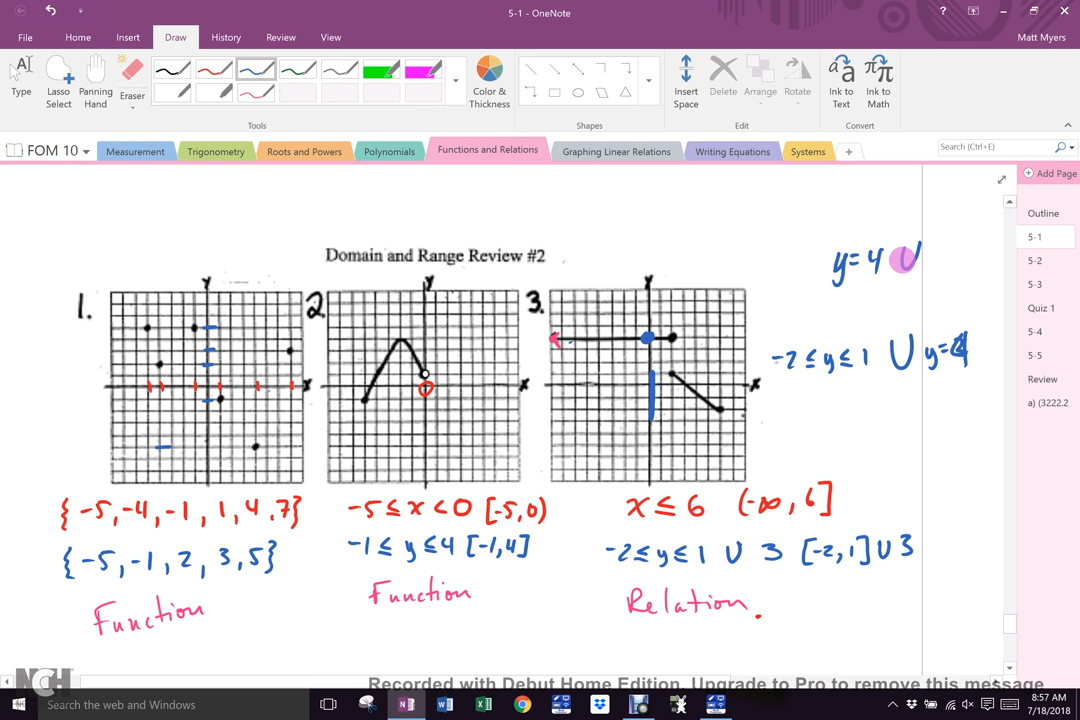 5-1 - OneNote
Matt Myers
File Home Insert Draw History Review View
Type Lasso Select Panning Hand Eraser
Color & Thickness
Insert Space Delete Arrange Rotate
Ink to Text Ink to Math
Tools Shapes Edit Convert
FOM 10 Measurement Trigonometry Roots and Powers Polynomials Functions and Relations Graphing Linear Relations Writing Equations Systems + Search (Ctrl+E)
Add Page
Outline
5-1
5-2
5-3
Quiz 1
5-4
5-5
Review
a) (3222.2
Domain and Range Review #2
y = 4 ∪
1. 2. 3.
Y Y Y
X X X
-2 ≤ y ≤ 1 ∪ y = 4
{ -5, -4, -1, 1, 4, 7 } -5 ≤ x < 0 [-5, 0) x ≤ 6 (-∞, 6]
{ -5, -1, 2, 3, 5 } -1 ≤ y ≤ 4 [-1, 4] -2 ≤ y ≤ 1 ∪ 3 [-2, 1] ∪ 3
Function Function Relation.
NCH
Recorded with Debut Home Edition. Upgrade to Pro to remove this message
Search the web and Windows
8:57 AM
7/18/2018